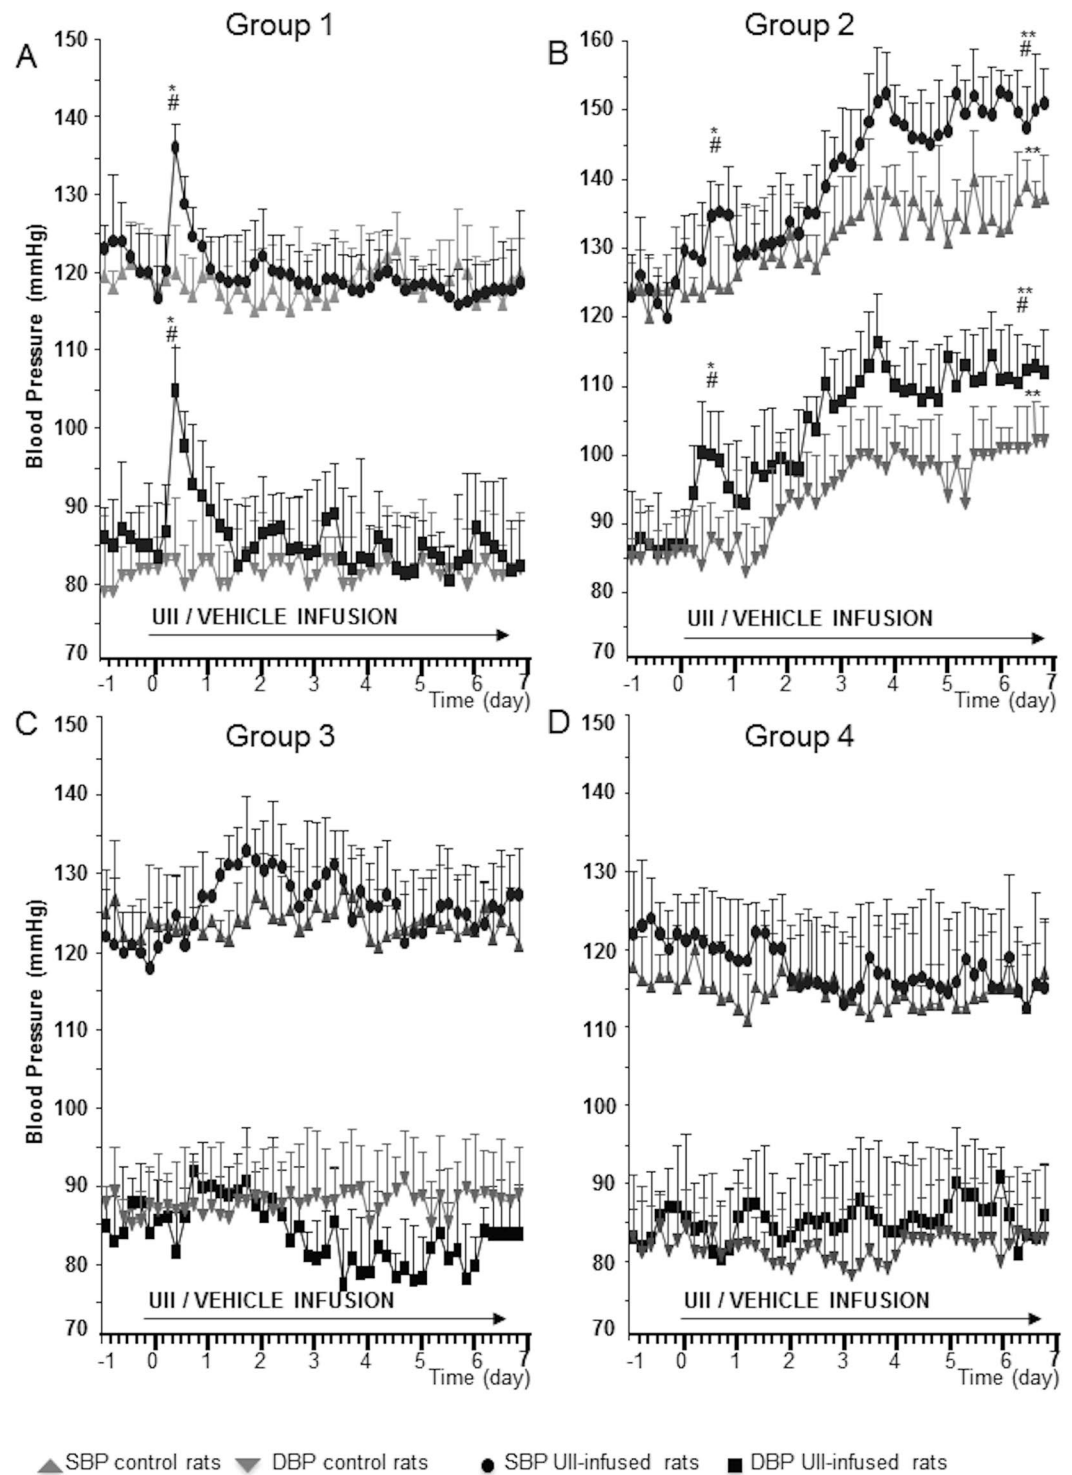 Group 1
A
150
140
130
120
110
100
90
80
70
Blood Pressure (mmHg)
*
#
*
#
UII / VEHICLE INFUSION
-1 0 1 2 3 4 5 6 7
Time (day)
Group 2
B
160
150
140
130
120
110
100
90
80
70
*
#
**
#
**
*
#
**
#
**
UII / VEHICLE INFUSION
-1 0 1 2 3 4 5 6 7
Time (day)
C
Group 3
150
140
130
120
110
100
90
80
70
Blood Pressure (mmHg)
UII / VEHICLE INFUSION
-1 0 1 2 3 4 5 6 7
Time (day)
D
Group 4
150
140
130
120
110
100
90
80
70
UII / VEHICLE INFUSION
-1 0 1 2 3 4 5 6 7
Time (day)
SBP control rats DBP control rats SBP UII-infused rats DBP UII-infused rats